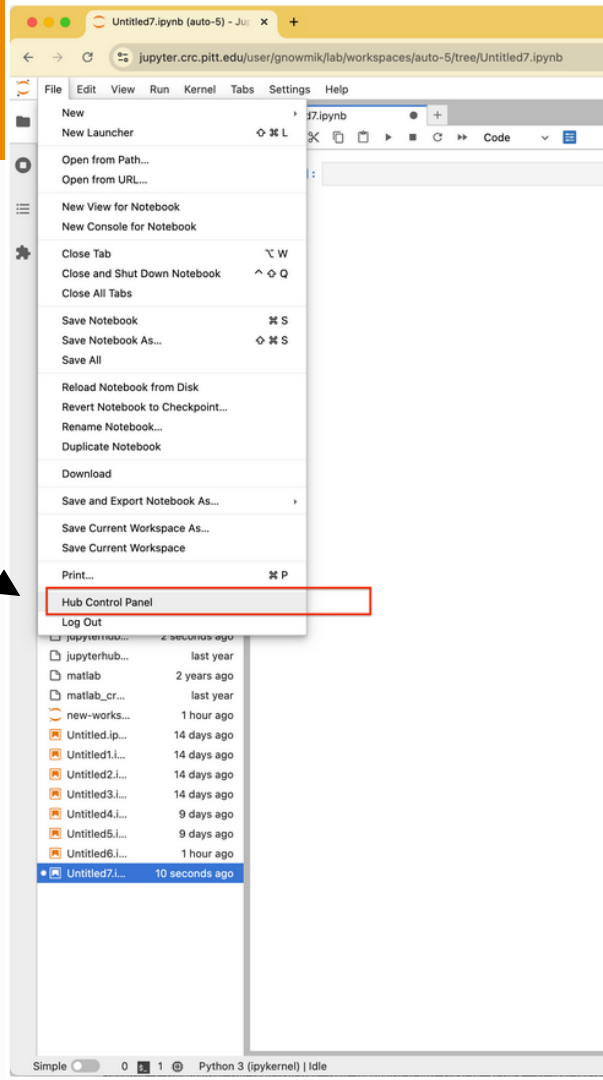 Untitled7.ipynb (auto-5) - Ju
jupyter.crc.pitt.edu/user/gnowmik/lab/workspaces/auto-5/tree/Untitled7.ipynb
File Edit View Run Kernel Tabs Settings Help
d7.ipynb
New
New Launcher ⇧ ⌘ L
Code
Open from Path...
Open from URL...
]:
New View for Notebook
New Console for Notebook
Close Tab ⌥ W
Close and Shut Down Notebook ^ ⇧ Q
Close All Tabs
Save Notebook ⌘ S
Save Notebook As... ⇧ ⌘ S
Save All
Reload Notebook from Disk
Revert Notebook to Checkpoint...
Rename Notebook...
Duplicate Notebook
Download
Save and Export Notebook As...
Save Current Workspace As...
Save Current Workspace
Print... ⌘ P
Hub Control Panel
Log Out
jupyterhub... 2 seconds ago
jupyterhub... last year
matlab 2 years ago
matlab_cr... last year
new-works... 1 hour ago
Untitled.ip... 14 days ago
Untitled1.i... 14 days ago
Untitled2.i... 14 days ago
Untitled3.i... 14 days ago
Untitled4.i... 9 days ago
Untitled5.i... 9 days ago
Untitled6.i... 1 hour ago
Untitled7.i... 10 seconds ago
Simple 0 1 Python 3 (ipykernel) | Idle